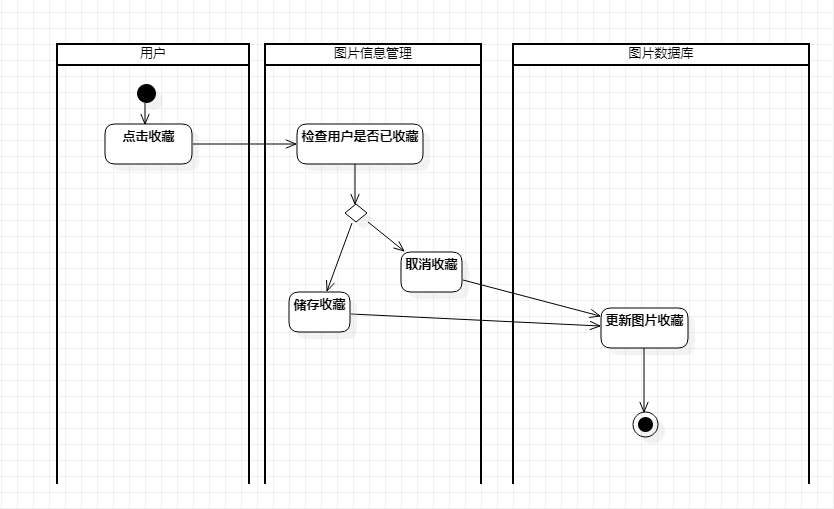 用户
图片信息管理
图片数据库
点击收藏
检查用户是否已收藏
取消收藏
储存收藏
更新图片收藏